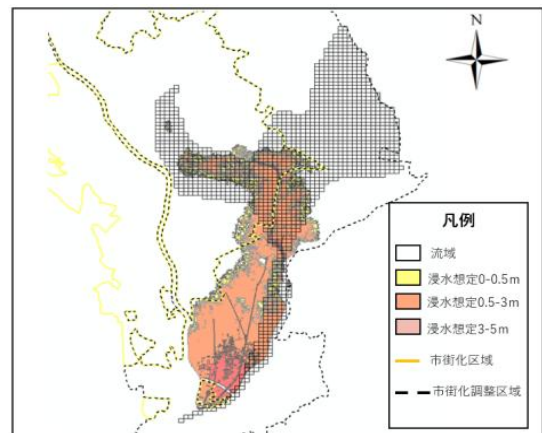 N
凡例
流域
浸水想定0-0.5m
浸水想定0.5-3m
浸水想定3-5m
市街化区域
市街化調整区域